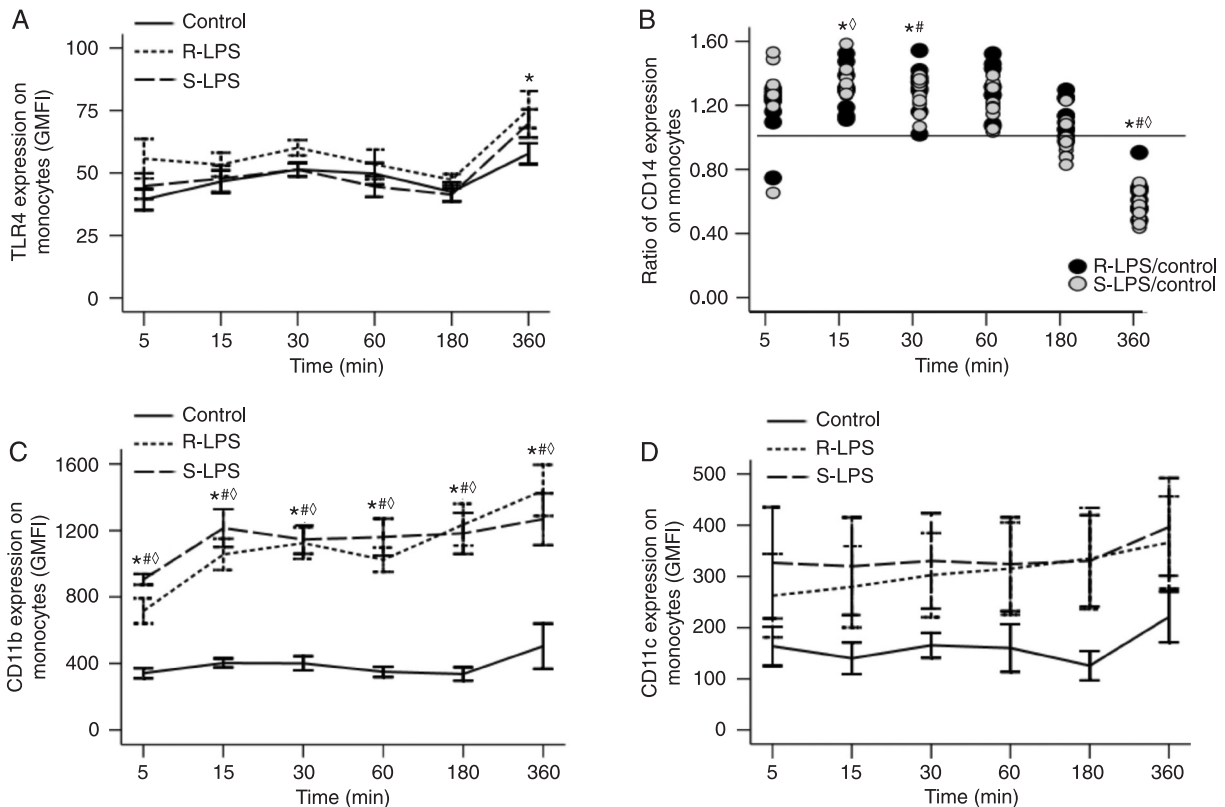 A
Control
R-LPS
S-LPS
100
75
50
25
0
TLR4 expression on
monocytes (GMFI)
*
5 15 30 60 180 360
Time (min)
B
1.60
1.20
0.80
0.40
0.00
Ratio of CD14 expression
on monocytes
*◊ *# *#◊
R-LPS/control
S-LPS/control
5 15 30 60 180 360
Time (min)
C
Control
R-LPS
S-LPS
1600
1200
800
400
0
CD11b expression on
monocytes (GMFI)
*#◊ *#◊ *#◊ *#◊ *#◊ *#◊
5 15 30 60 180 360
Time (min)
D
Control
R-LPS
S-LPS
500
400
300
200
100
0
CD11c expression on
monocytes (GMFI)
5 15 30 60 180 360
Time (min)